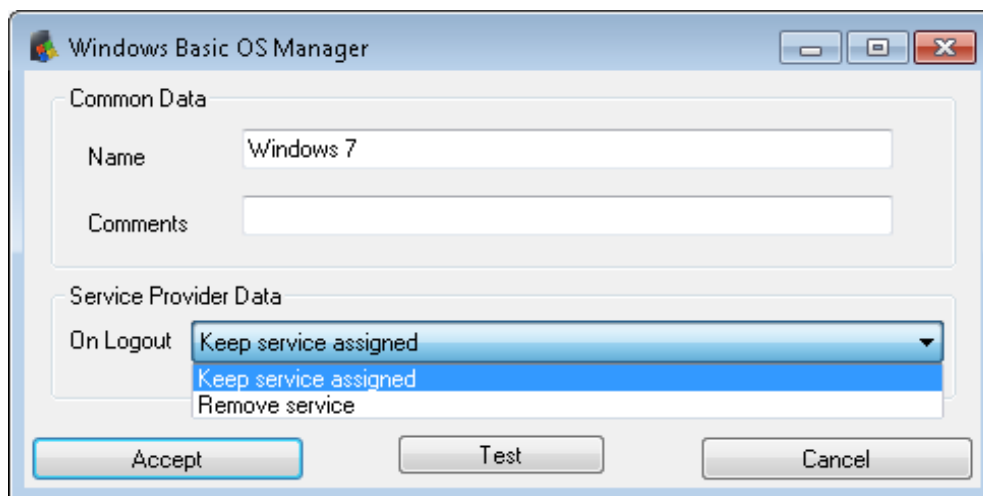 Windows Basic OS Manager
Common Data
Name Windows 7
Comments
Service Provider Data
On Logout Keep service assigned
Keep service assigned
Remove service
Accept Test Cancel